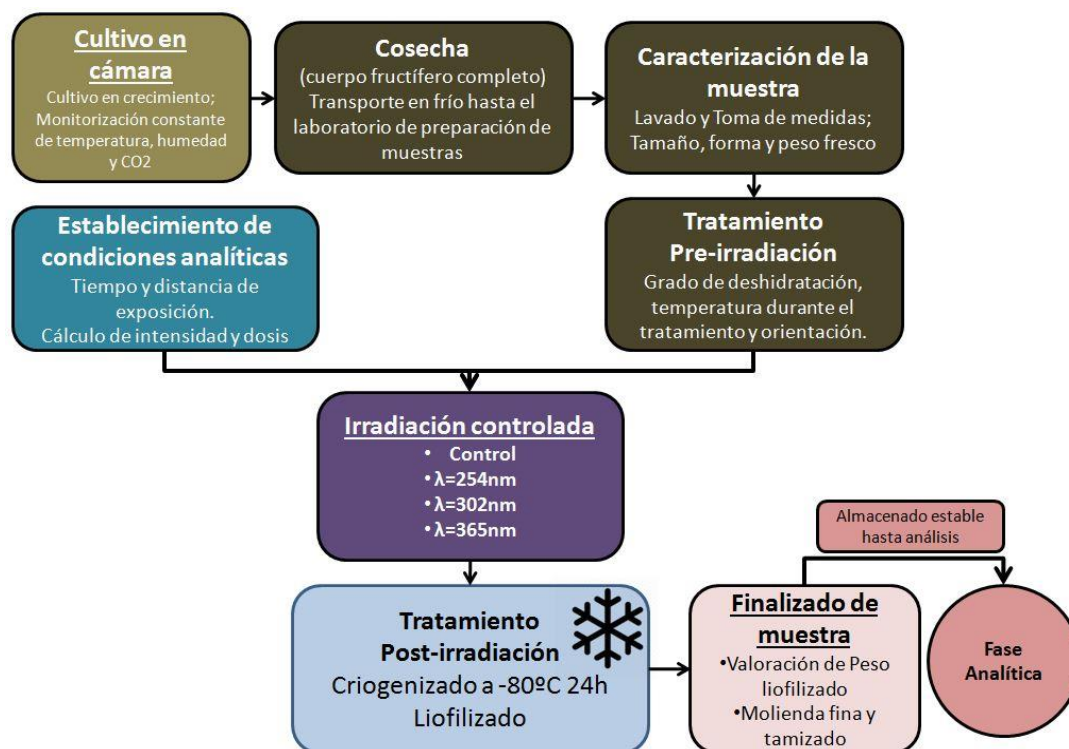 Cultivo en
cámara
Cultivo en crecimiento;
Monitorización constante
de temperatura, humedad
y CO2
Cosecha
(cuerpo fructífero completo)
Transporte en frío hasta el
laboratorio de preparación de
muestras
Caracterización de la
muestra
Lavado y Toma de medidas;
Tamaño, forma y peso fresco
Establecimiento de
condiciones analíticas
Tiempo y distancia de
exposición.
Cálculo de intensidad y dosis
Tratamiento
Pre-irradiación
Grado de deshidratación,
temperatura durante el
tratamiento y orientación.
Irradiación controlada
• Control
• λ=254nm
• λ=302nm
• λ=365nm
Tratamiento
Post-irradiación
Criogenizado a -80ºC 24h
Liofilizado
Finalizado de
muestra
•Valoración de Peso
liofilizado
•Molienda fina y
tamizado
Almacenado estable
hasta análisis
Fase
Analítica